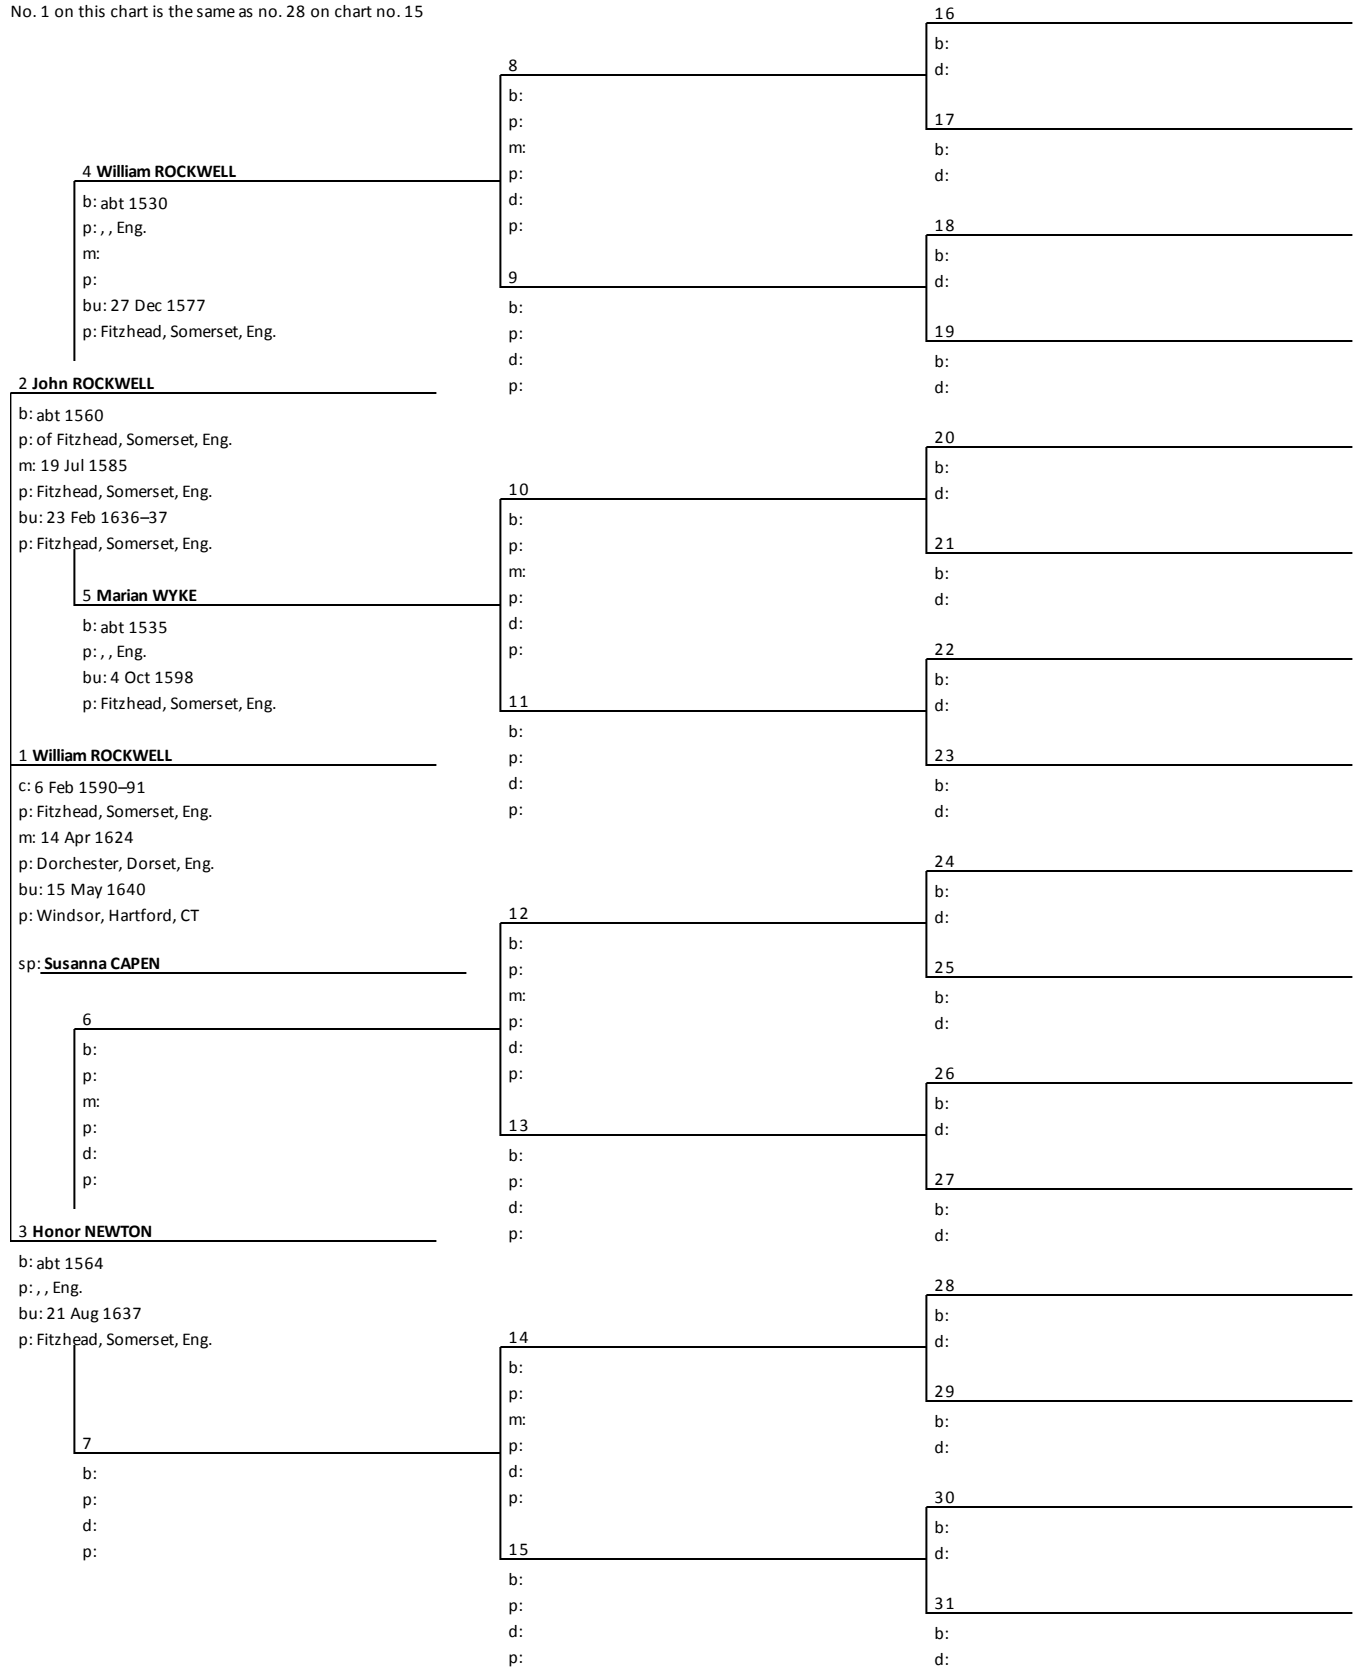 No. 1 on this chart is the same as no. 28 on chart no. 15
4 William ROCKWELL
b: abt 1530
p: , , Eng.
m:
p:
bu: 27 Dec 1577
p: Fitzhead, Somerset, Eng.
2 John ROCKWELL
b: abt 1560
p: of Fitzhead, Somerset, Eng.
m: 19 Jul 1585
p: Fitzhead, Somerset, Eng.
bu: 23 Feb 1636–37
p: Fitzhead, Somerset, Eng.
5 Marian WYKE
b: abt 1535
p: , , Eng.
bu: 4 Oct 1598
p: Fitzhead, Somerset, Eng.
1 William ROCKWELL
c: 6 Feb 1590–91
p: Fitzhead, Somerset, Eng.
m: 14 Apr 1624
p: Dorchester, Dorset, Eng.
bu: 15 May 1640
p: Windsor, Hartford, CT
sp: Susanna CAPEN
6
b:
p:
m:
p:
d:
p:
3 Honor NEWTON
b: abt 1564
p: , , Eng.
bu: 21 Aug 1637
p: Fitzhead, Somerset, Eng.
7
b:
p:
d:
p:
8
b:
p:
m:
p:
d:
p:
9
b:
p:
d:
p:
10
b:
p:
m:
p:
d:
p:
11
b:
p:
d:
p:
12
b:
p:
m:
p:
d:
p:
13
b:
p:
d:
p:
14
b:
p:
m:
p:
d:
p:
15
b:
p:
d:
p:
16
b:
d:
17
b:
d:
18
b:
d:
19
b:
d:
20
b:
d:
21
b:
d:
22
b:
d:
23
b:
d:
24
b:
d:
25
b:
d:
26
b:
d:
27
b:
d:
28
b:
d:
29
b:
d:
30
b:
d:
31
b:
d: